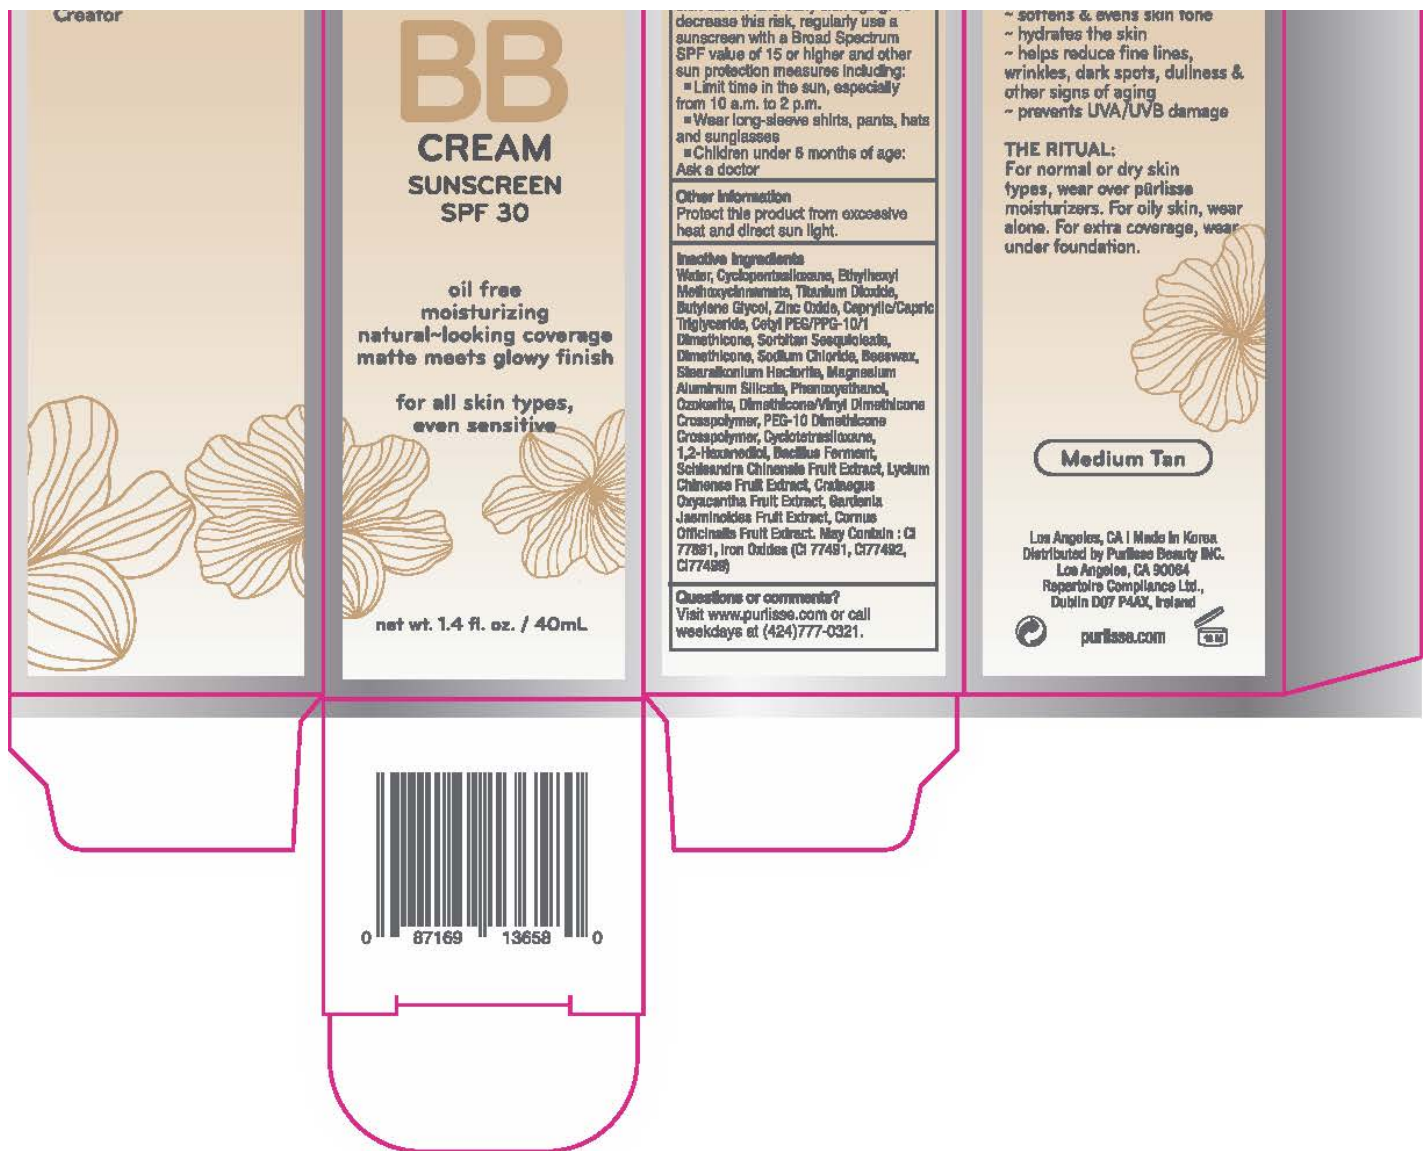 Creator
BB
CREAM
SUNSCREEN
SPF 30
oil free
moisturizing
natural~looking coverage
matte meets glowy finish
for all skin types,
even sensitive
net wt. 1.4 fl. oz. / 40mL
decrease this risk, regularly use a
sunscreen with a Broad Spectrum
SPF value of 15 or higher and other
sun protection measures including:
▪ Limit time in the sun, especially
from 10 a.m. to 2 p.m.
▪ Wear long-sleeve shirts, pants, hats
and sunglasses
▪ Children under 6 months of age:
Ask a doctor
Other information
Protect this product from excessive
heat and direct sun light.
Inactive Ingredients
Water, Cyclopentasiloxane, Ethylhexyl
Methoxycinnamate, Titanium Dioxide,
Butylene Glycol, Zinc Oxide, Caprylic/Capric
Triglyceride, Cetyl PEG/PPG-10/1
Dimethicone, Sorbitan Sesquioleate,
Dimethicone, Sodium Chloride, Beeswax,
Stearalkonium Hectorite, Magnesium
Aluminum Silicate, Phenoxyethanol,
Ozokerite, Dimethicone/Vinyl Dimethicone
Crosspolymer, PEG-10 Dimethicone
Crosspolymer, Cyclotetrasiloxane,
1,2-Hexanediol, Bacillus Ferment,
Schisandra Chinensis Fruit Extract, Lycium
Chinense Fruit Extract, Crataegus
Oxyacantha Fruit Extract, Gardenia
Jasminoides Fruit Extract, Cornus
Officinalis Fruit Extract. May Contain : CI
77891, Iron Oxides (CI 77491, CI77492,
CI77499)
Questions or comments?
Visit www.purlisse.com or call
weekdays at (424)777-0321.
~ softens & evens skin tone
~ hydrates the skin
~ helps reduce fine lines,
wrinkles, dark spots, dullness &
other signs of aging
~ prevents UVA/UVB damage
THE RITUAL:
For normal or dry skin
types, wear over pūrlisse
moisturizers. For oily skin, wear
alone. For extra coverage, wear
under foundation.
Medium Tan
Los Angeles, CA | Made in Korea
Distributed by Purlisse Beauty INC.
Los Angeles, CA 90064
Repertoire Compliance Ltd.,
Dublin D07 P4AX, Ireland
purlisse.com
0 87169 13658 0